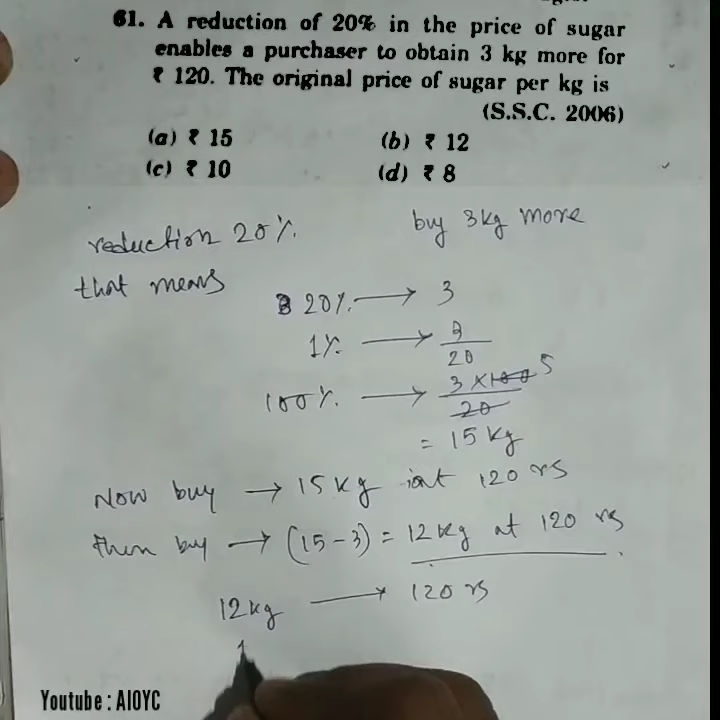 61. A reduction of 20% in the price of sugar
enables a purchaser to obtain 3 kg more for
₹ 120. The original price of sugar per kg is
(S.S.C. 2006)
(a) ₹ 15 (b) ₹ 12
(c) ₹ 10 (d) ₹ 8
reduction 20%. buy 3kg more
that means
20%. → 3
1%. → 3/20
100%. → 3 × 100/20 5
= 15 kg
Now buy → 15 kg at 120 rs
then buy → (15 - 3) = 12 kg at 120 rs
12 kg → 120 rs
1
Youtube : AIOYC